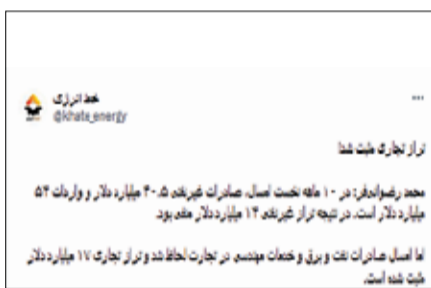 خط انرژی
@khate_energy
تراز تجاری مثبت شد!
محمد رضوانی‌فر: در ۱۰ ماهه نخست امسال، صادرات غیرنفتی ۴۰.۵ میلیارد دلار و واردات ۵۴
میلیارد دلار است. در نتیجه تراز غیرنفتی ۱۳ میلیارد دلار منفی بود.
اما امسال صادرات نفت و برق و خدمات مهندسی در تجارت لحاظ شد و تراز تجاری ۱۷ میلیارد دلار
مثبت شده است.